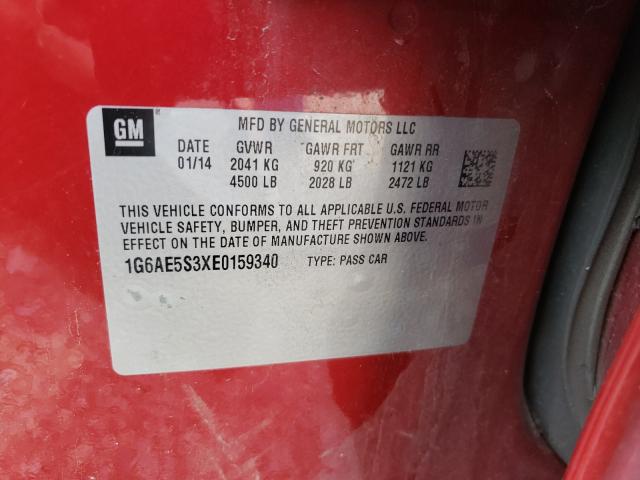 GM
MFD BY GENERAL MOTORS LLC
DATE GVWR GAWR FRT GAWR RR
01/14 2041 KG 920 KG 1121 KG
4500 LB 2028 LB 2472 LB
THIS VEHICLE CONFORMS TO ALL APPLICABLE U.S. FEDERAL MOTOR
VEHICLE SAFETY, BUMPER, AND THEFT PREVENTION STANDARDS IN
EFFECT ON THE DATE OF MANUFACTURE SHOWN ABOVE.
1G6AE5S3XE0159340 TYPE: PASS CAR